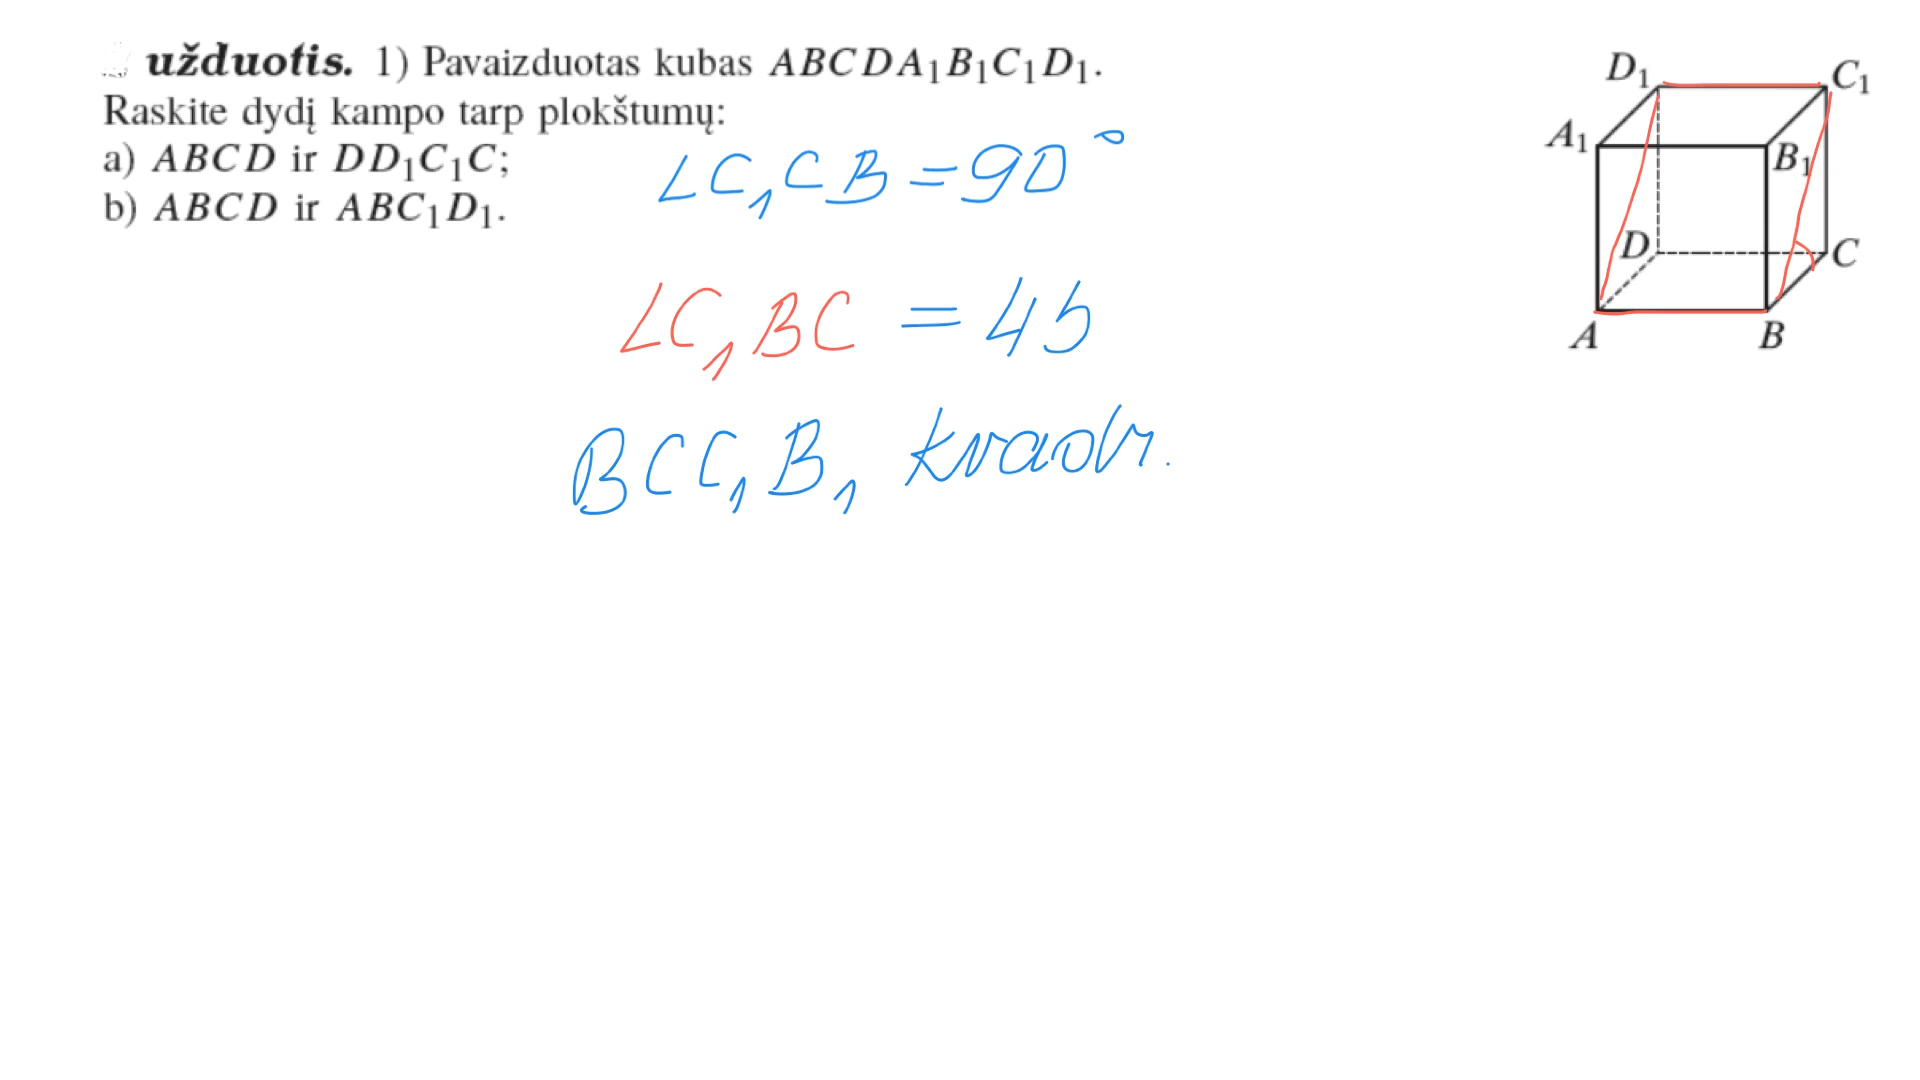 užduotis. 1) Pavaizduotas kubas ABCDA₁B₁C₁D₁.
Raskite dydį kampo tarp plokštumų:
a) ABCD ir DD₁C₁C;
b) ABCD ir ABC₁D₁.
∠C₁CB = 90°
∠C₁BC = 45
BCC₁B₁ kvadr.
D₁
C₁
A₁
B₁
D
C
A
B